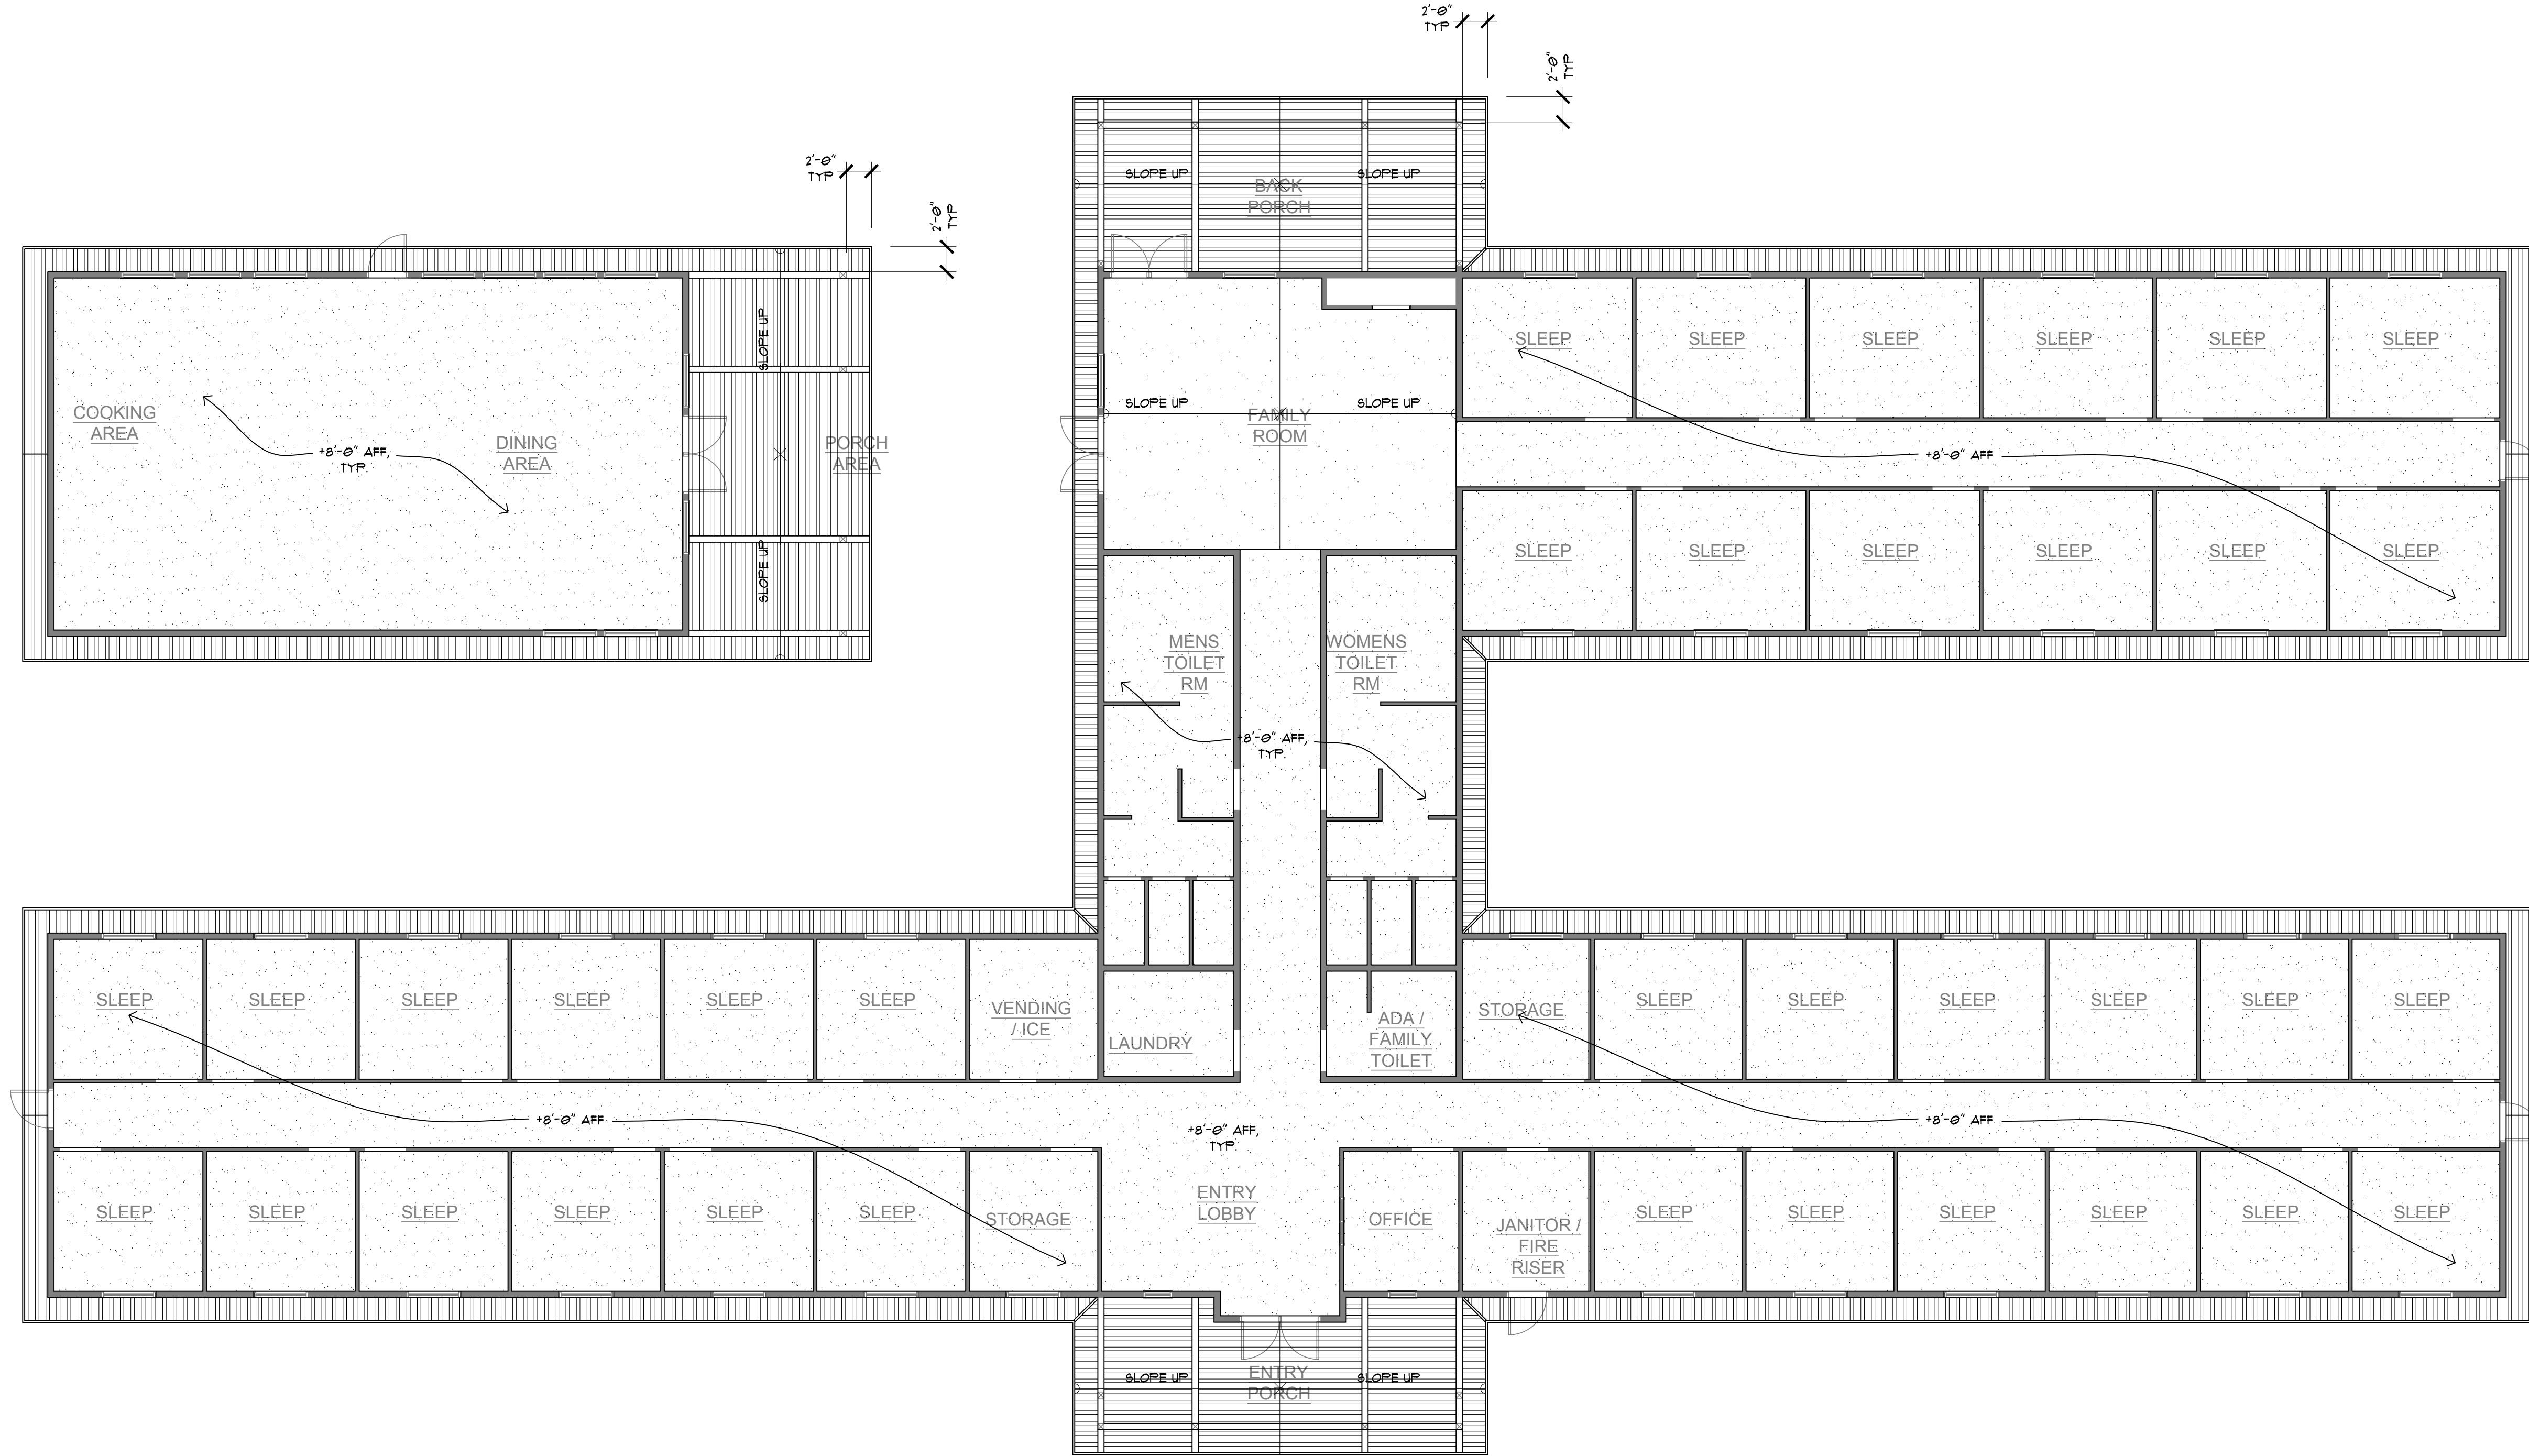 2'-0"
TYP
2'-0"
TYP
2'-0"
TYP
2'-0"
TYP
SLOPE UP
SLOPE UP
BACK
PORCH
SLOPE UP
SLOPE UP
COOKING
AREA
DINING
AREA
+8'-0" AFF,
TYP.
PORCH
AREA
SLOPE UP
SLOPE UP
FAMILY
ROOM
SLEEP
SLEEP
SLEEP
SLEEP
SLEEP
SLEEP
+8'-0" AFF
SLEEP
SLEEP
SLEEP
SLEEP
SLEEP
SLEEP
MENS
TOILET
RM
WOMENS
TOILET
RM
+8'-0" AFF,
TYP.
SLEEP
SLEEP
SLEEP
SLEEP
SLEEP
SLEEP
VENDING
/ ICE
LAUNDRY
ADA /
FAMILY
TOILET
STORAGE
SLEEP
SLEEP
SLEEP
SLEEP
SLEEP
SLEEP
+8'-0" AFF
+8'-0" AFF,
TYP.
+8'-0" AFF
SLEEP
SLEEP
SLEEP
SLEEP
SLEEP
SLEEP
STORAGE
ENTRY
LOBBY
OFFICE
JANITOR /
FIRE
RISER
SLEEP
SLEEP
SLEEP
SLEEP
SLEEP
SLEEP
SLOPE UP
SLOPE UP
ENTRY
PORCH